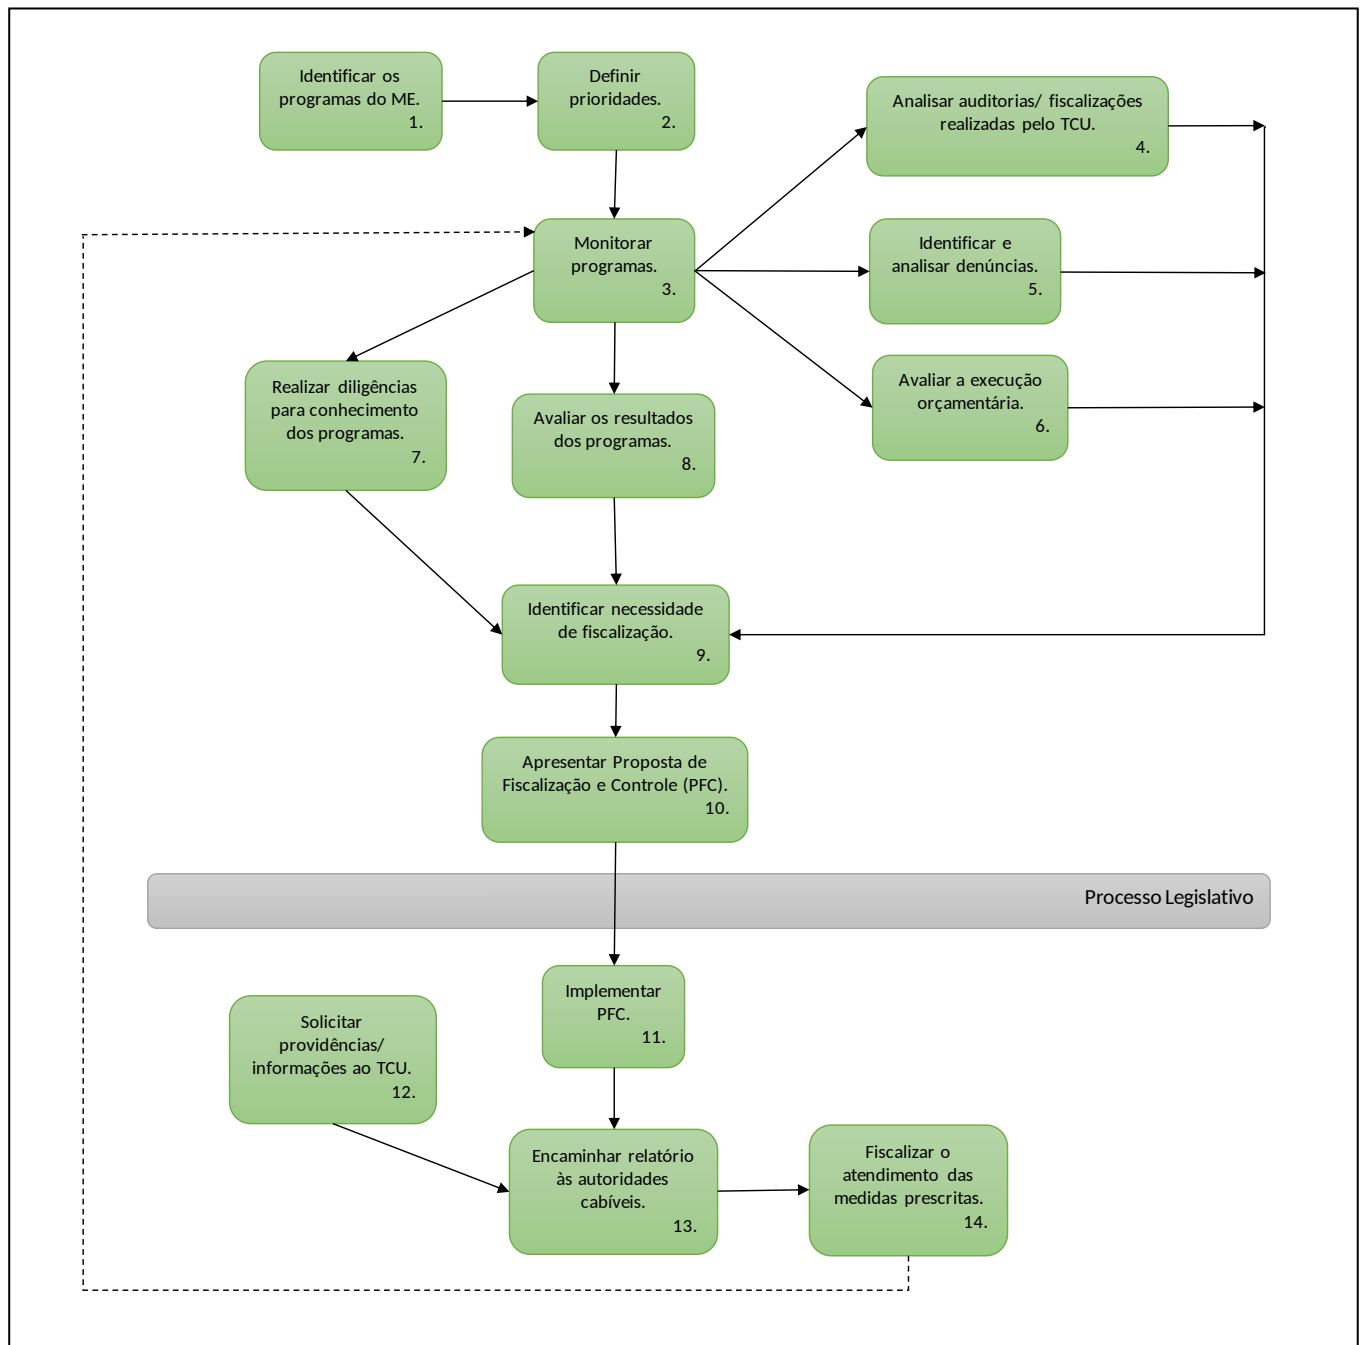 Identificar os
programas do ME.
1.
Definir
prioridades.
2.
Monitorar
programas.
3.
Analisar auditorias/ fiscalizações
realizadas pelo TCU.
4.
Identificar e
analisar denúncias.
5.
Avaliar a execução
orçamentária.
6.
Realizar diligências
para conhecimento
dos programas.
7.
Avaliar os resultados
dos programas.
8.
Identificar necessidade
de fiscalização.
9.
Apresentar Proposta de
Fiscalização e Controle (PFC).
10.
Processo Legislativo
Implementar
PFC.
11.
Solicitar
providências/
informações ao TCU.
12.
Encaminhar relatório
às autoridades
cabíveis.
13.
Fiscalizar o
atendimento das
medidas prescritas.
14.